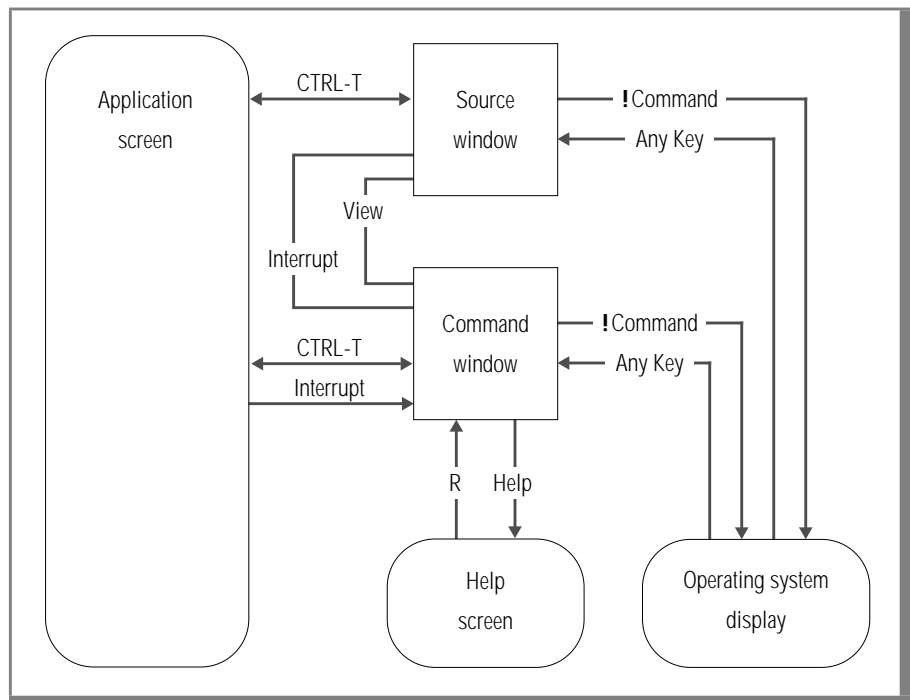 Application
screen
CTRL-T
Source
window
!Command
Any Key
View
Interrupt
Command
window
!Command
Any Key
CTRL-T
Interrupt
R
Help
Help
screen
Operating system
display